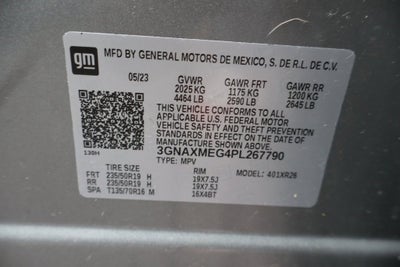 gm
MFD BY GENERAL MOTORS DE MEXICO, S. DE R.L. DE C.V.
05/23 GVWR GAWR FRT GAWR RR
2025 KG 1175 KG 1200 KG
4464 LB 2590 LB 2645 LB
THIS VEHICLE CONFORMS TO ALL
APPLICABLE U.S. FEDERAL MOTOR
VEHICLE SAFETY, BUMPER, AND THEFT
PREVENTION STANDARDS IN
EFFECT ON THE DATE OF
MANUFACTURE SHOWN ABOVE.
3GNAXMEG4PL267790
TYPE: MPV MODEL: 401XR26
TIRE SIZE RIM
FRT 235/50R19 H 19X7.5J
RR 235/50R19 H 19X7.5J
SPA T135/70R16 M 16X4BT